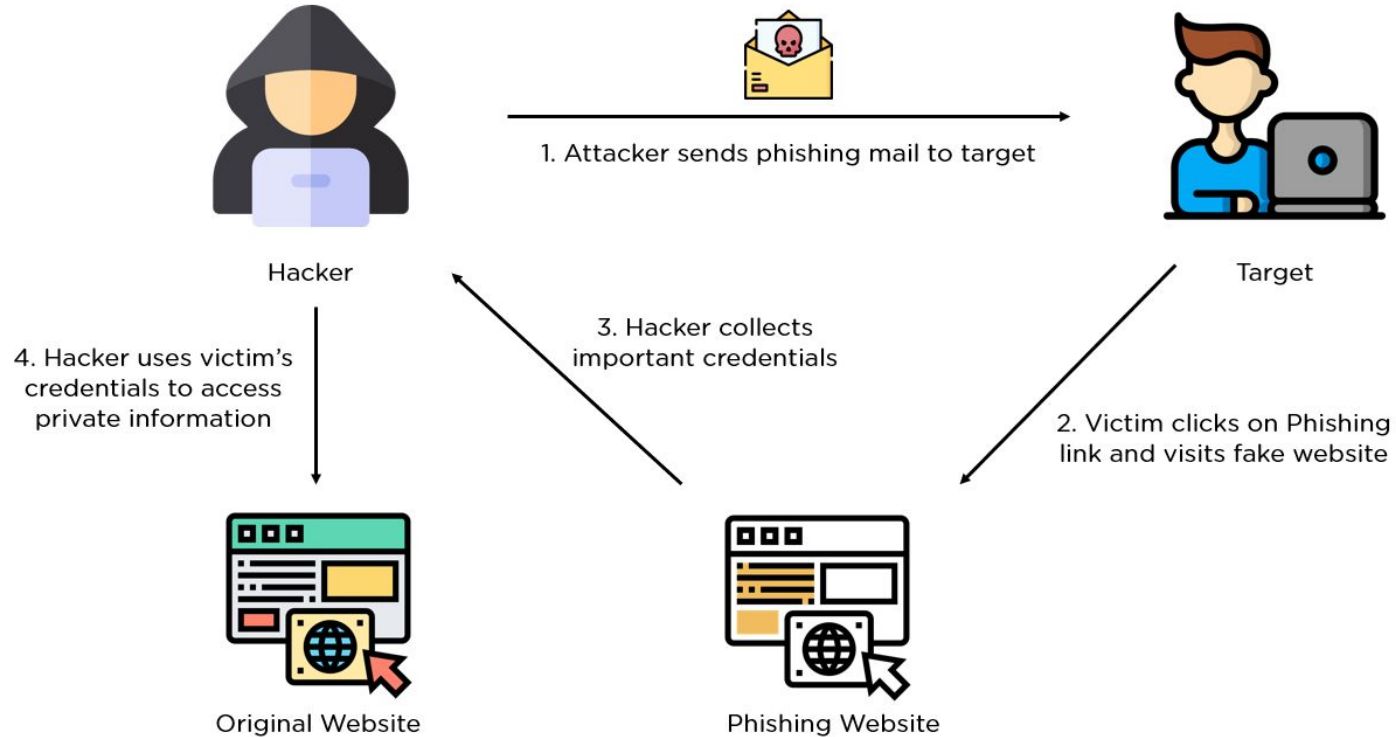 1. Attacker sends phishing mail to target
Hacker
Target
3. Hacker collects
important credentials
4. Hacker uses victim's
credentials to access
private information
2. Victim clicks on Phishing
link and visits fake website
Original Website
Phishing Website